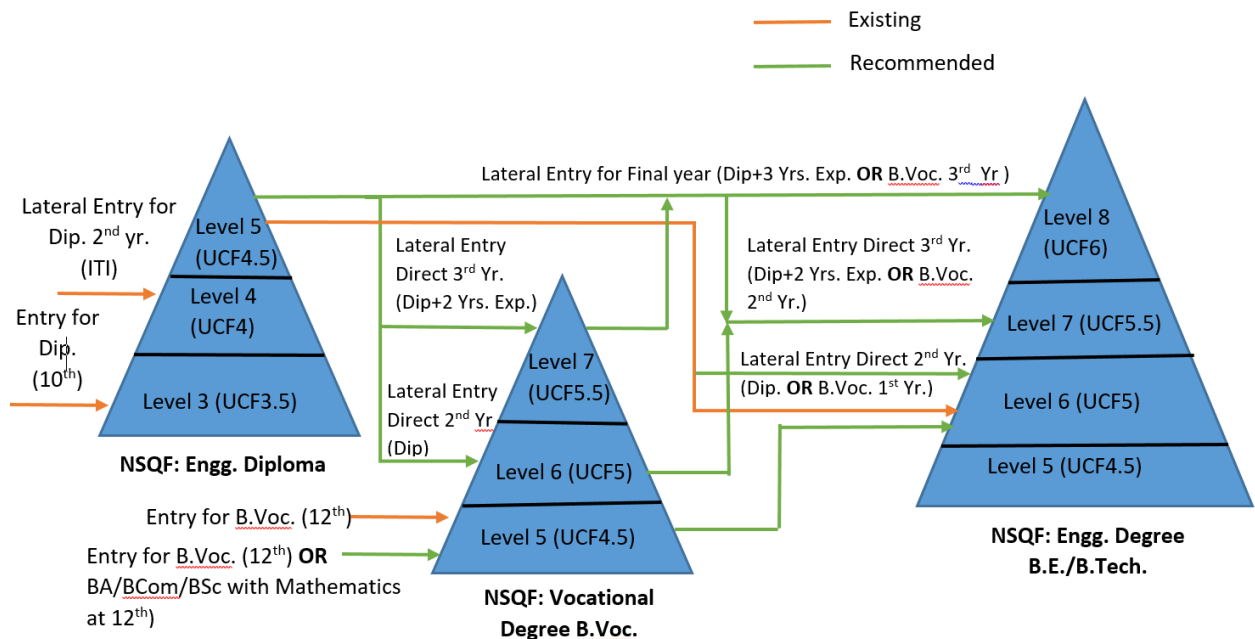 Existing
Recommended
Lateral Entry for Final year (Dip+3 Yrs. Exp. OR B.Voc. 3rd Yr )
Lateral Entry for
Dip. 2nd yr.
(ITI)
Entry for
Dip.
(10th)
Level 5
(UCF4.5)
Level 4
(UCF4)
Level 3 (UCF3.5)
NSQF: Engg. Diploma
Lateral Entry
Direct 3rd Yr.
(Dip+2 Yrs. Exp.)
Lateral Entry
Direct 2nd Yr
(Dip)
Entry for B.Voc. (12th)
Entry for B.Voc. (12th) OR
BA/BCom/BSc with Mathematics
at 12th)
Level 7
(UCF5.5)
Level 6 (UCF5)
Level 5 (UCF4.5)
NSQF: Vocational
Degree B.Voc.
Lateral Entry Direct 3rd Yr.
(Dip+2 Yrs. Exp. OR B.Voc.
2nd Yr.)
Lateral Entry Direct 2nd Yr.
(Dip. OR B.Voc. 1st Yr.)
Level 8
(UCF6)
Level 7 (UCF5.5)
Level 6 (UCF5)
Level 5 (UCF4.5)
NSQF: Engg. Degree
B.E./B.Tech.